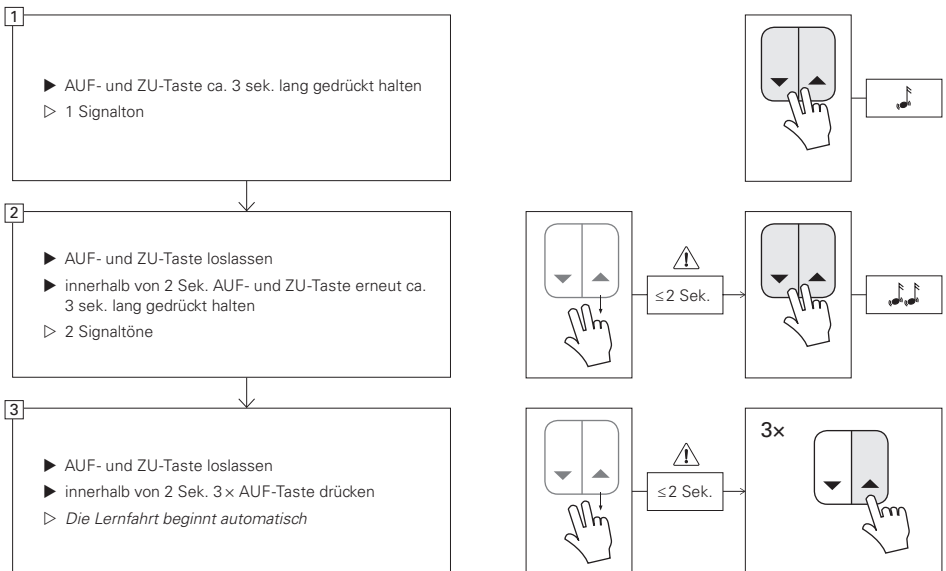 1
▶ AUF- und ZU-Taste ca. 3 sek. lang gedrückt halten
▷ 1 Signalton
2
▶ AUF- und ZU-Taste loslassen
▶ innerhalb von 2 Sek. AUF- und ZU-Taste erneut ca.
3 sek. lang gedrückt halten
▷ 2 Signaltöne
≤2 Sek.
3
▶ AUF- und ZU-Taste loslassen
▶ innerhalb von 2 Sek. 3× AUF-Taste drücken
▷ Die Lernfahrt beginnt automatisch
≤2 Sek.
3×